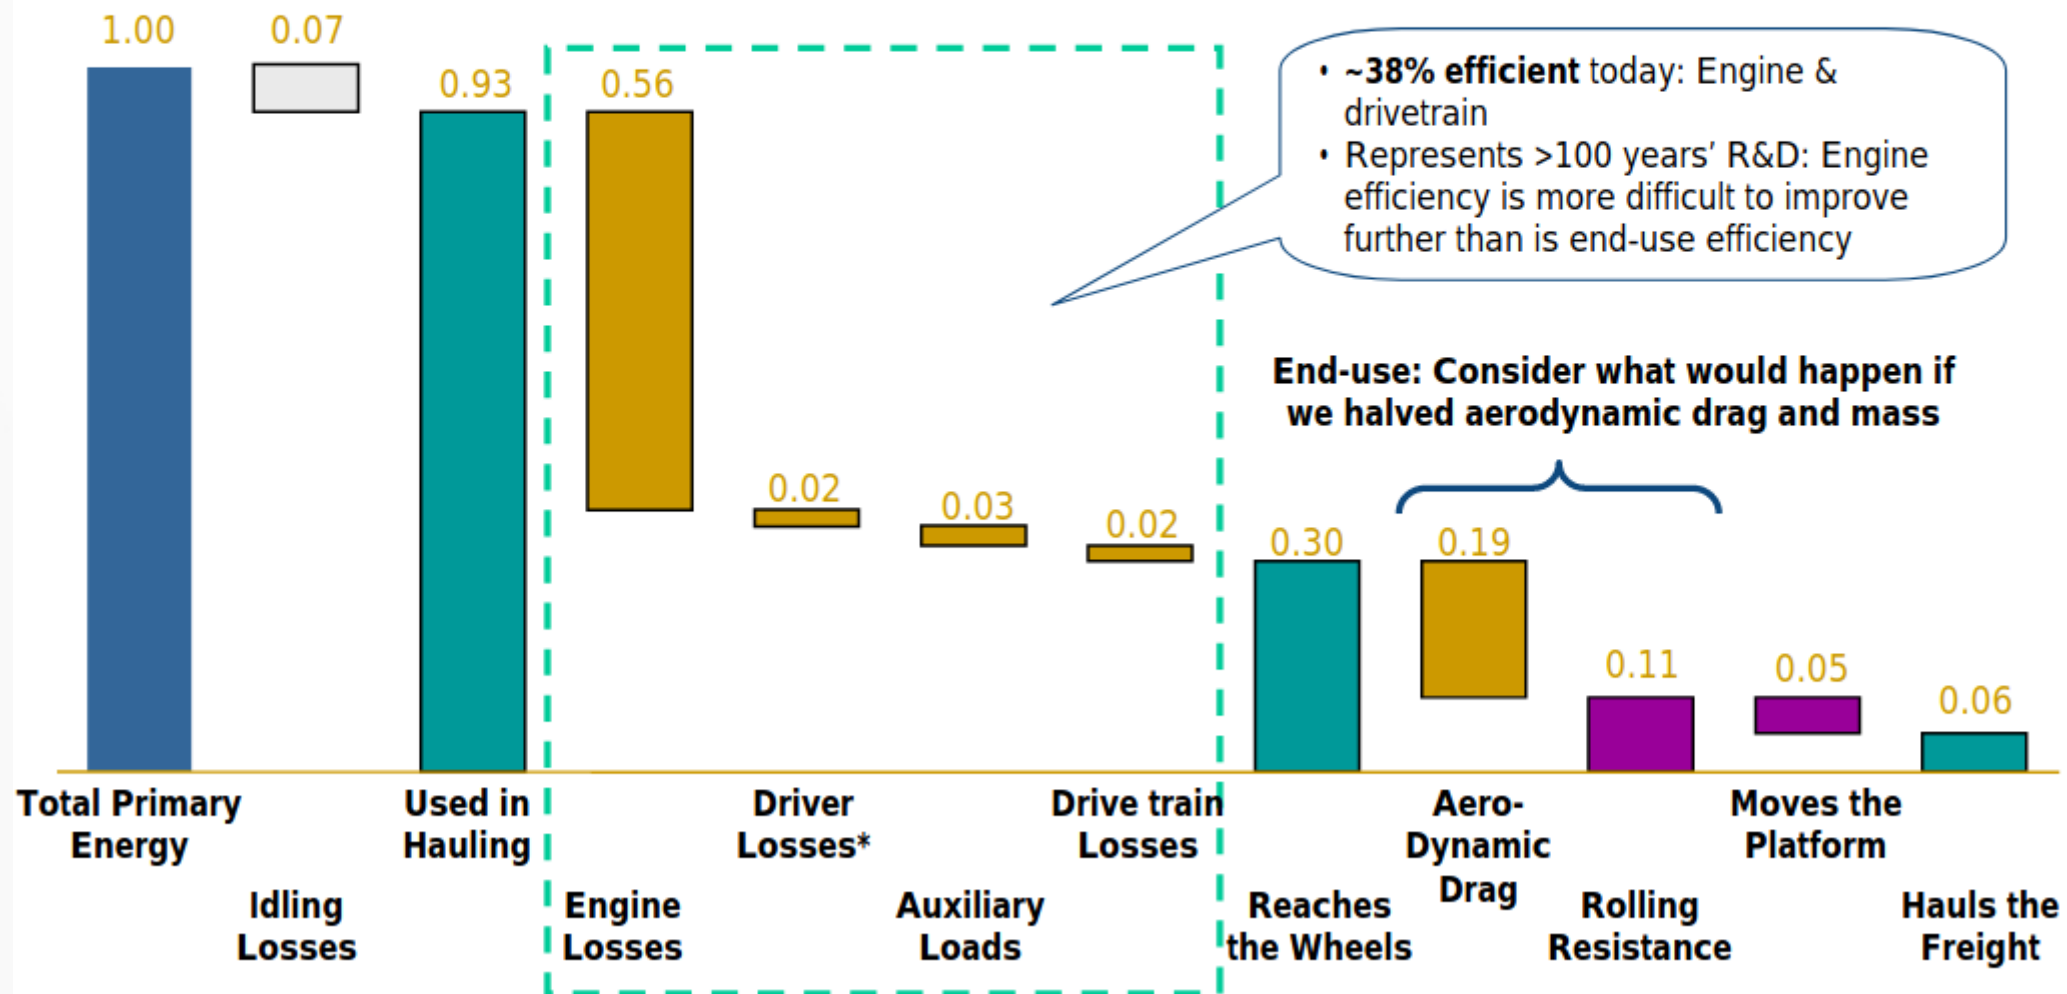 1.00
0.07
0.93
0.56
0.02
0.03
0.02
0.30
0.19
0.11
0.05
0.06
• ~38% efficient today: Engine &
drivetrain
• Represents >100 years’ R&D: Engine
efficiency is more difficult to improve
further than is end-use efficiency
End-use: Consider what would happen if
we halved aerodynamic drag and mass
Total Primary
Energy
Idling
Losses
Used in
Hauling
Engine
Losses
Driver
Losses*
Auxiliary
Loads
Drive train
Losses
Reaches
the Wheels
Aero-
Dynamic
Drag
Rolling
Resistance
Moves the
Platform
Hauls the
Freight